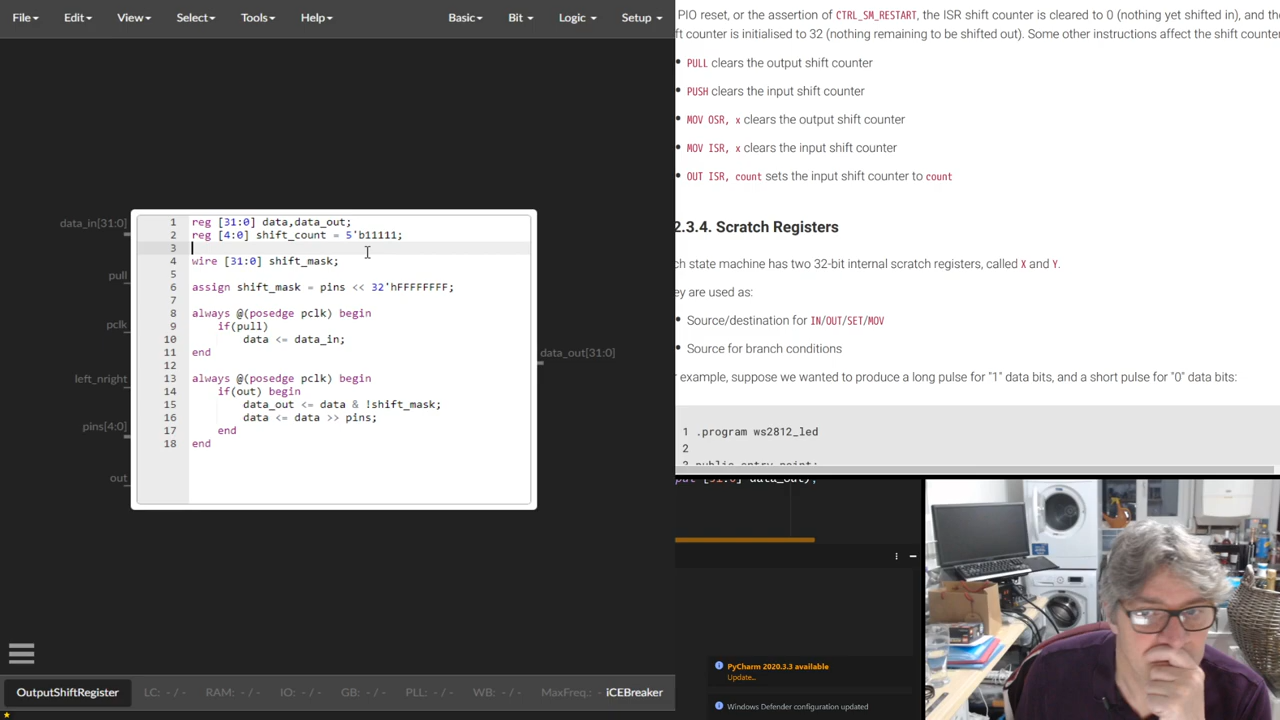 File
Edit
View
Select
Tools
Help
Basic
Bit
Logic
Setup
data_in[31:0]
pull
pclk
left_nright
pins[4:0]
out
data_out[31:0]
1 reg [31:0] data,data_out;
2 reg [4:0] shift_count = 5'b11111;
3
4 wire [31:0] shift_mask;
5
6 assign shift_mask = pins << 32'hFFFFFFFF;
7
8 always @(posedge pclk) begin
9 if(pull)
10 data <= data_in;
11 end
12
13 always @(posedge pclk) begin
14 if(out) begin
15 data_out <= data & !shift_mask;
16 data <= data >> pins;
17 end
18 end
OutputShiftRegister
LC: - / -
RAM: - / -
IO: - / -
GB: - / -
PLL: - / -
WB: - / -
MaxFreq.: - / -
iCEBreaker
PIO reset, or the assertion of CTRL_SM_RESTART, the ISR shift counter is cleared to 0 (nothing yet shifted in), and the
ft counter is initialised to 32 (nothing remaining to be shifted out). Some other instructions affect the shift counter
• PULL clears the output shift counter
• PUSH clears the input shift counter
• MOV OSR, x clears the output shift counter
• MOV ISR, x clears the input shift counter
• OUT ISR, count sets the input shift counter to count
2.3.4. Scratch Registers
ch state machine has two 32-bit internal scratch registers, called X and Y.
ey are used as:
• Source/destination for IN/OUT/SET/MOV
• Source for branch conditions
r example, suppose we wanted to produce a long pulse for "1" data bits, and a short pulse for "0" data bits:
1 .program ws2812_led
2
3 public entry_point:
put [31:0] data_out);
PyCharm 2020.3.3 available
Update...
Windows Defender configuration updated